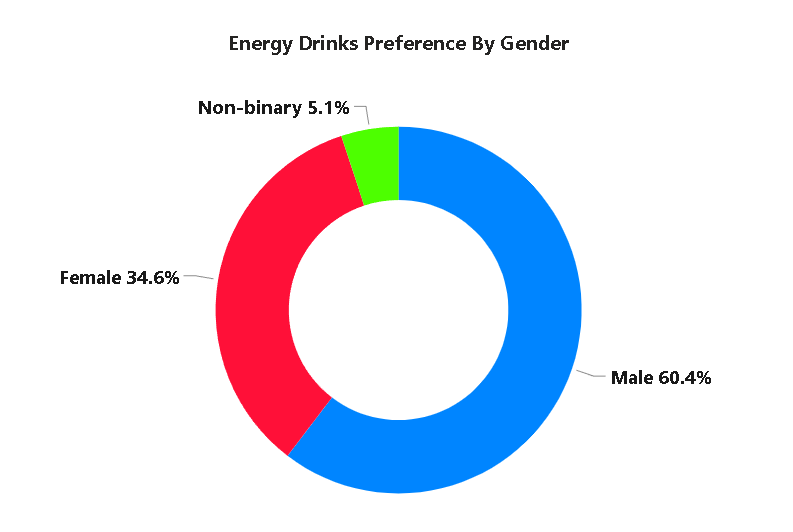 Energy Drinks Preference By Gender
Non-binary 5.1%
Female 34.6%
Male 60.4%